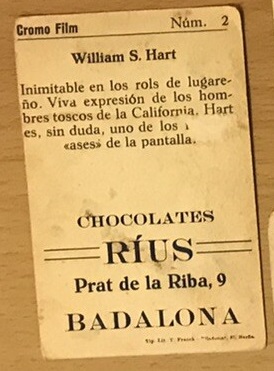 Cromo Film Núm. 2
William S. Hart
Inimitable en los rols de lugare-
ño. Viva expresión de los hom-
bres toscos de la California, Hart
es, sin duda, uno de los
«ases» de la pantalla.
CHOCOLATES
RÍUS
Prat de la Riba, 9
BADALONA
Tip. Lit. T.